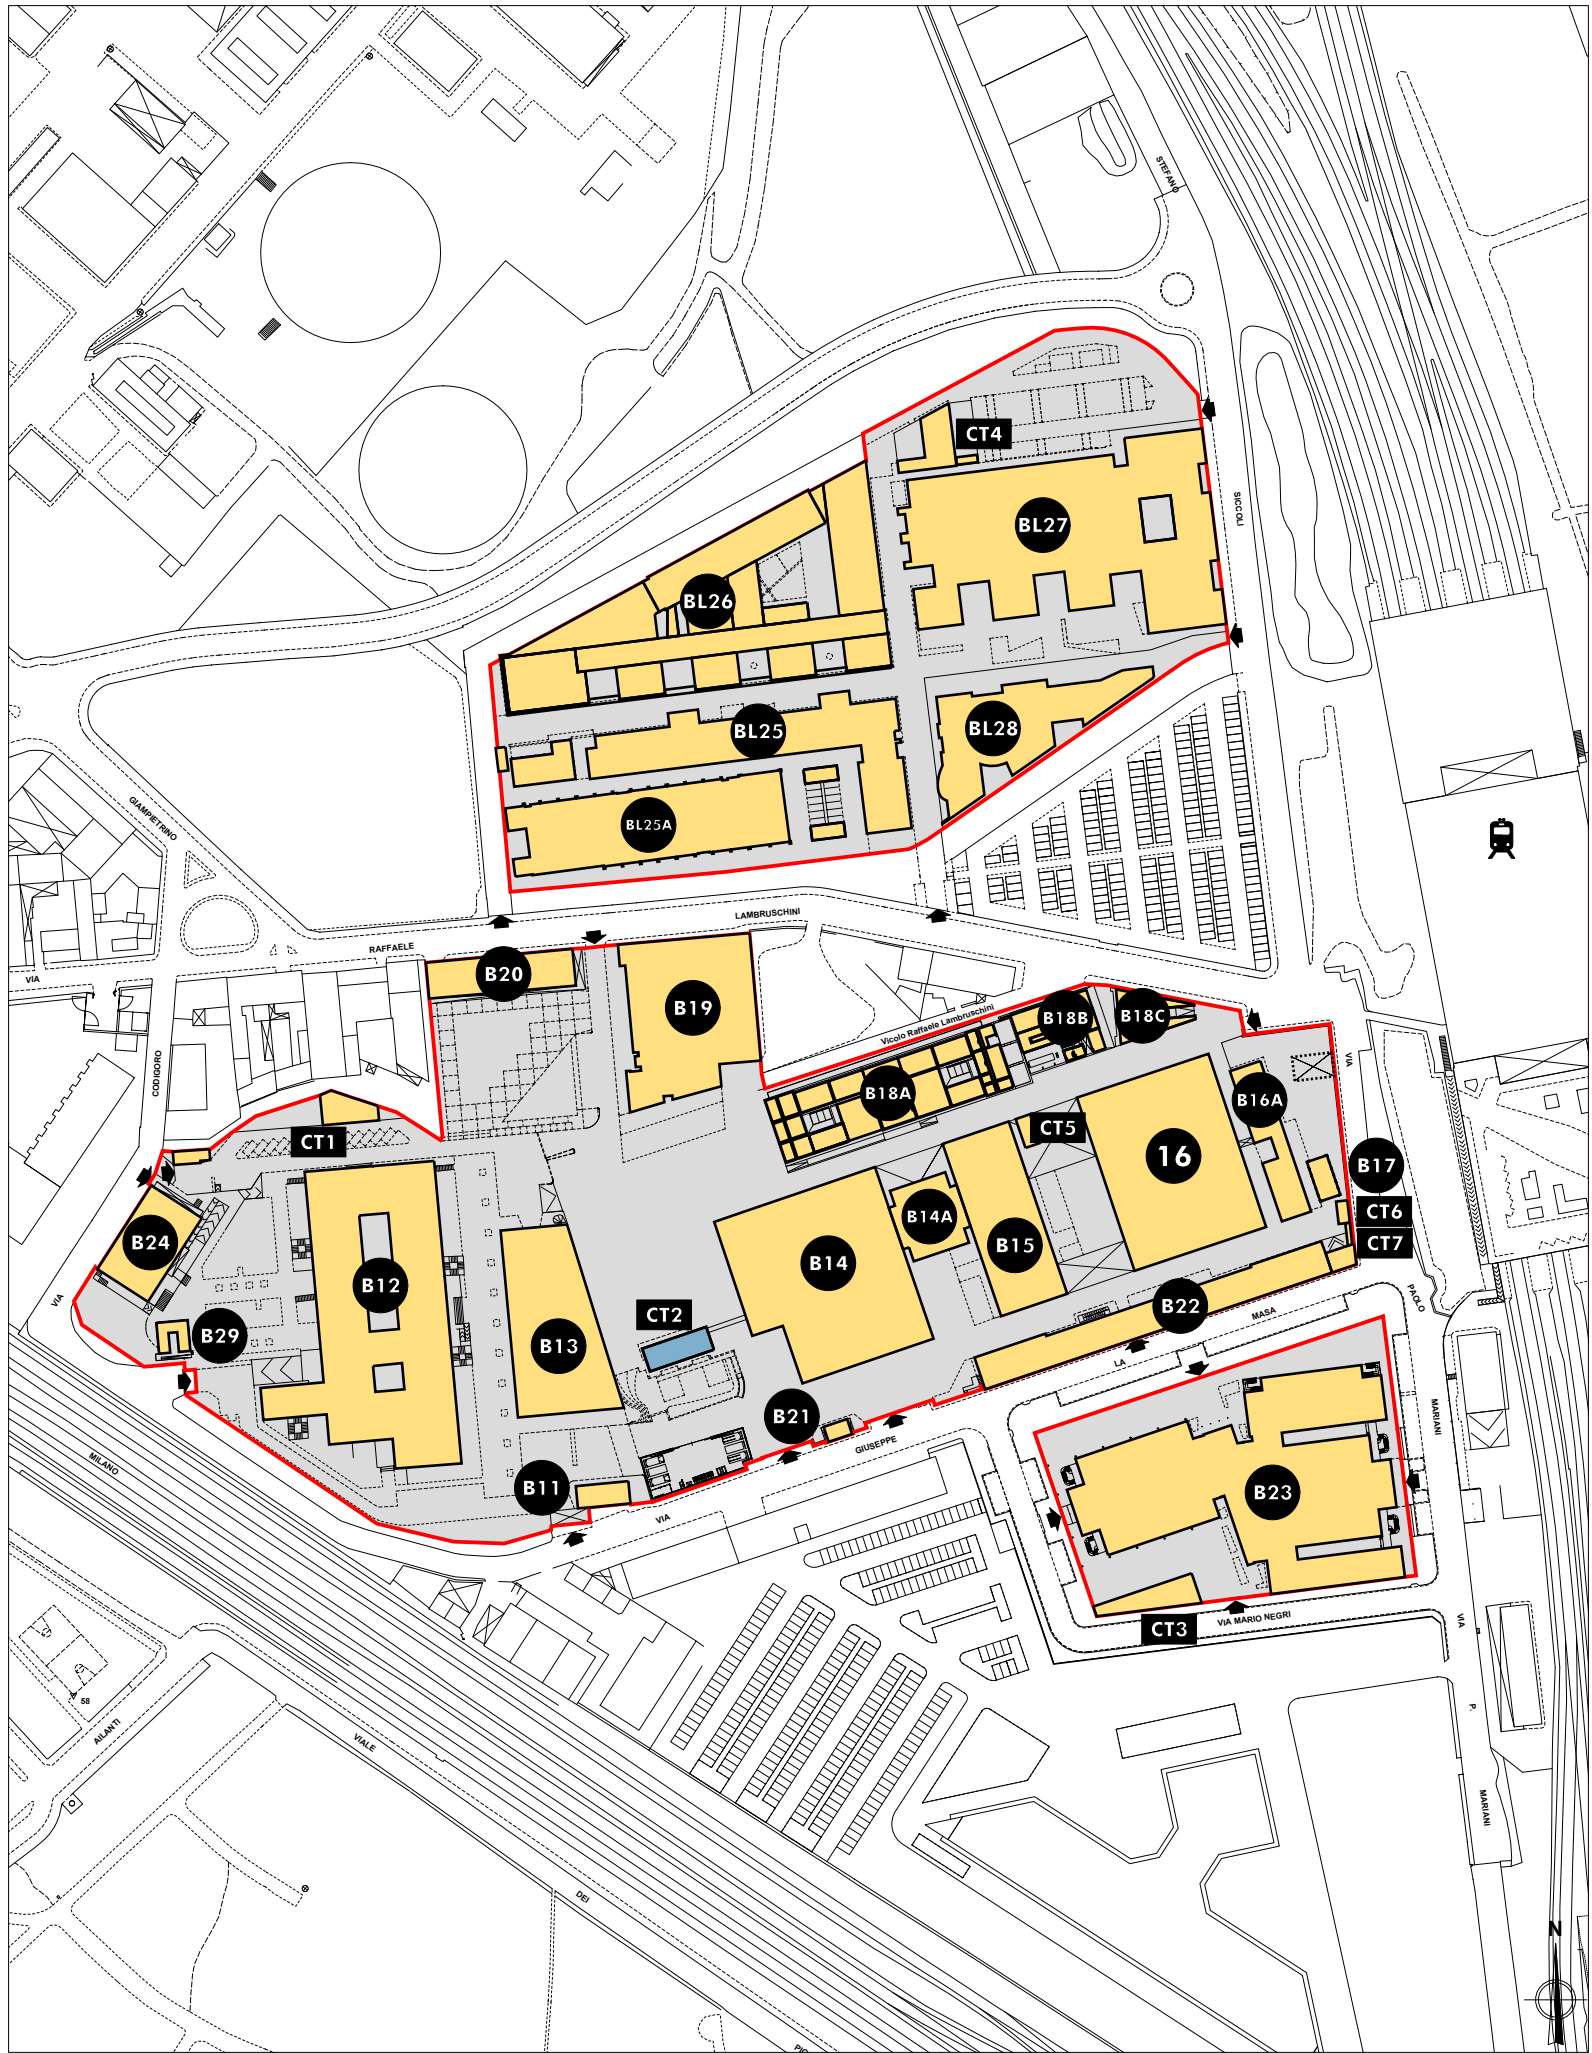 STEFANO
CT4
SICCOLI
BL27
BL26
BL25
BL28
GIAMPIETRINO
BL25A
LAMBRUSCHINI
RAFFAELE
VIA
B20
B19
Vicolo Raffaele Lambruschini
B18B
B18C
CODIGORO
VIA
B18A
B16A
CT1
CT5
16
B17
B24
B14A
CT6
B15
CT7
B14
B12
VIA
B22
PAOLO
MASA
CT2
B29
B13
LA
B21
MARIANI
GIUSEPPE
MILANO
B11
B23
VIA
VIA MARIO NEGRI
VIA
CT3
58
P.
AILANTI
VIALE
MARIANI
DEI
N